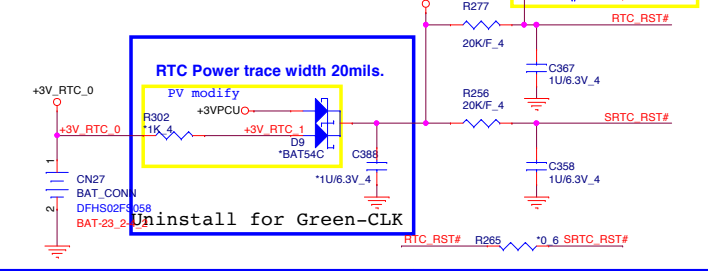 R277
RTC_RST#
20K/F_4
C367
1U/6.3V_4
RTC Power trace width 20mils.
PV modify
+3V_RTC_0
+3VPCU
R256
20K/F_4
SRTC_RST#
R302
+3V_RTC_0
*1K_4
+3V_RTC_1
D9
*BAT54C
C388
*1U/6.3V_4
C358
1U/6.3V_4
1
CN27
BAT_CONN
2
DFHS02FS058
Uninstall for Green-CLK
RTC_RST#
R265
*0_6
SRTC_RST#